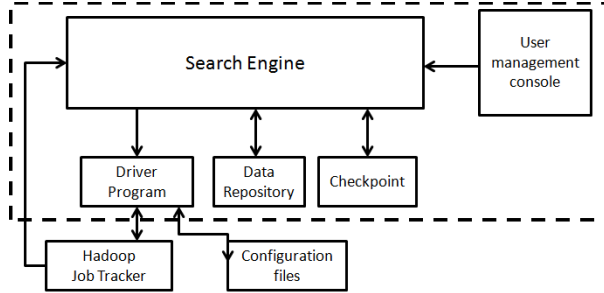 Search Engine
User
management
console
Driver
Program
Data
Repository
Checkpoint
Hadoop
Job Tracker
Configuration
files